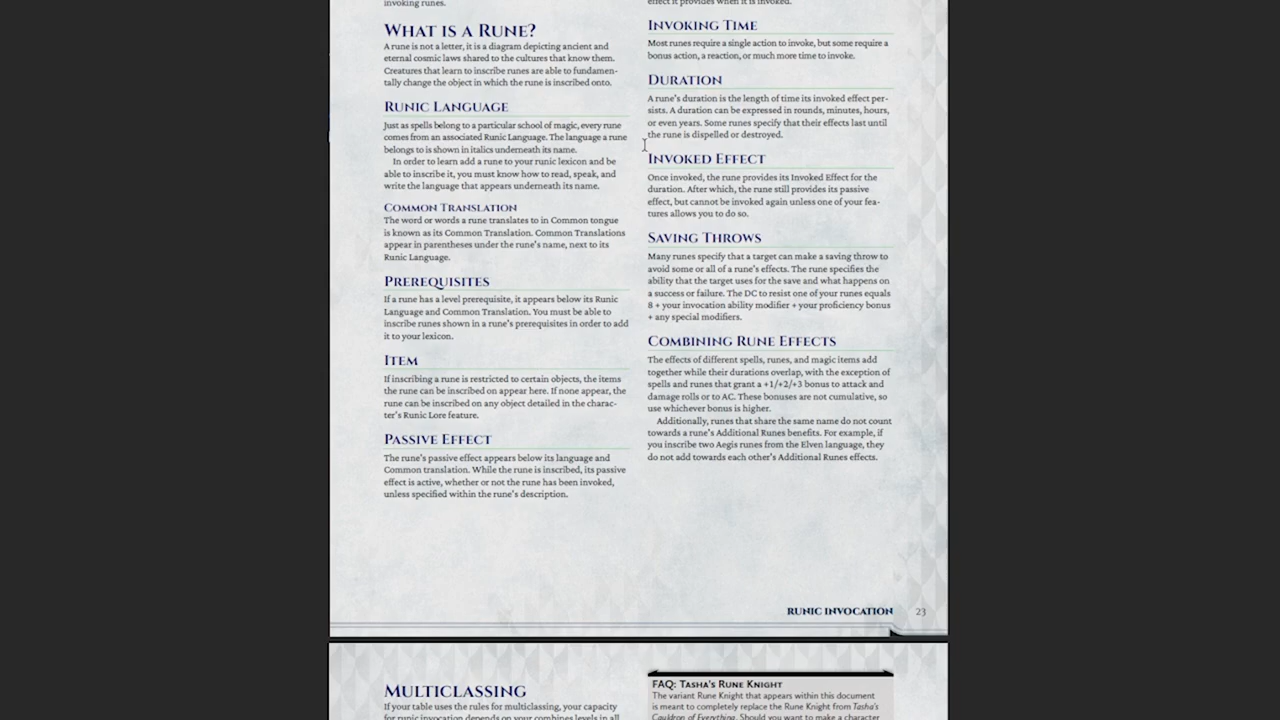 invoking runes.
WHAT IS A RUNE?
A rune is not a letter, it is a diagram depicting ancient and
eternal cosmic laws shared to the cultures that know them.
Creatures that learn to inscribe runes are able to fundamen-
tally change the object in which the rune is inscribed onto.
RUNIC LANGUAGE
Just as spells belong to a particular school of magic, every rune
comes from an associated Runic Language. The language a rune
belongs to is shown in italics underneath its name.
In order to learn add a rune to your runic lexicon and be
able to inscribe it, you must know how to read, speak, and
write the language that appears underneath its name.
COMMON TRANSLATION
The word or words a rune translates to in Common tongue
is known as its Common Translation. Common Translations
appear in parentheses under the rune's name, next to its
Runic Language.
PREREQUISITES
If a rune has a level prerequisite, it appears below its Runic
Language and Common Translation. You must be able to
inscribe runes shown in a rune's prerequisites in order to add
it to your lexicon.
ITEM
If inscribing a rune is restricted to certain objects, the items
the rune can be inscribed on appear here. If none appear, the
rune can be inscribed on any object detailed in the charac-
ter's Runic Lore feature.
PASSIVE EFFECT
The rune's passive effect appears below its language and
Common translation. While the rune is inscribed, its passive
effect is active, whether or not the rune has been invoked,
unless specified within the rune's description.
effect it provides when it is invoked.
INVOKING TIME
Most runes require a single action to invoke, but some require a
bonus action, a reaction, or much more time to invoke.
DURATION
A rune's duration is the length of time its invoked effect per-
sists. A duration can be expressed in rounds, minutes, hours,
or even years. Some runes specify that their effects last until
the rune is dispelled or destroyed.
INVOKED EFFECT
Once invoked, the rune provides its Invoked Effect for the
duration. After which, the rune still provides its passive
effect, but cannot be invoked again unless one of your fea-
tures allows you to do so.
SAVING THROWS
Many runes specify that a target can make a saving throw to
avoid some or all of a rune's effects. The rune specifies the
ability that the target uses for the save and what happens on
a success or failure. The DC to resist one of your runes equals
8 + your invocation ability modifier + your proficiency bonus
+ any special modifiers.
COMBINING RUNE EFFECTS
The effects of different spells, runes, and magic items add
together while their durations overlap, with the exception of
spells and runes that grant a +1/+2/+3 bonus to attack and
damage rolls or to AC. These bonuses are not cumulative, so
use whichever bonus is higher.
Additionally, runes that share the same name do not count
towards a rune's Additional Runes benefits. For example, if
you inscribe two Aegis runes from the Elven language, they
do not add towards each other's Additional Runes effects.
RUNIC INVOCATION 23
MULTICLASSING
If your table uses the rules for multiclassing, your capacity
for runic invocation depends on your combines levels in all
FAQ: TASHA'S RUNE KNIGHT
The variant Rune Knight that appears within this document
is meant to completely replace the Rune Knight from Tasha's
Cauldron of Everything. Should you want to make a character